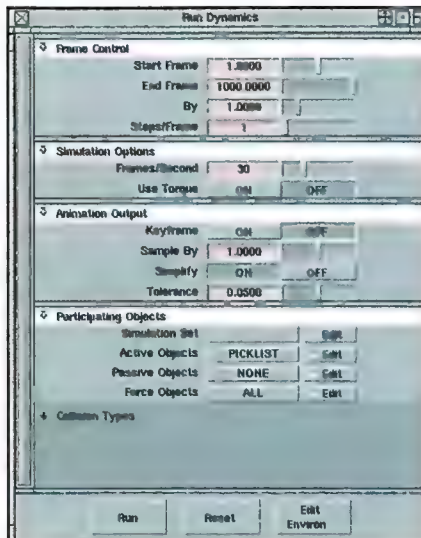 Run Dynamics
Frame Control
Start Frame 1.0000
End Frame 1000.0000
By 1.0000
Steps/Frame 1
Simulation Options
Frames/Second 30
Use Torque ON OFF
Animation Output
Keyframe ON OFF
Sample By 1.0000
Simplify ON OFF
Tolerance 0.0500
Participating Objects
Simulation Set Edit
Active Objects PICKLIST Edit
Passive Objects NONE Edit
Force Objects ALL Edit
Collision Types
Run Reset Edit
Environ